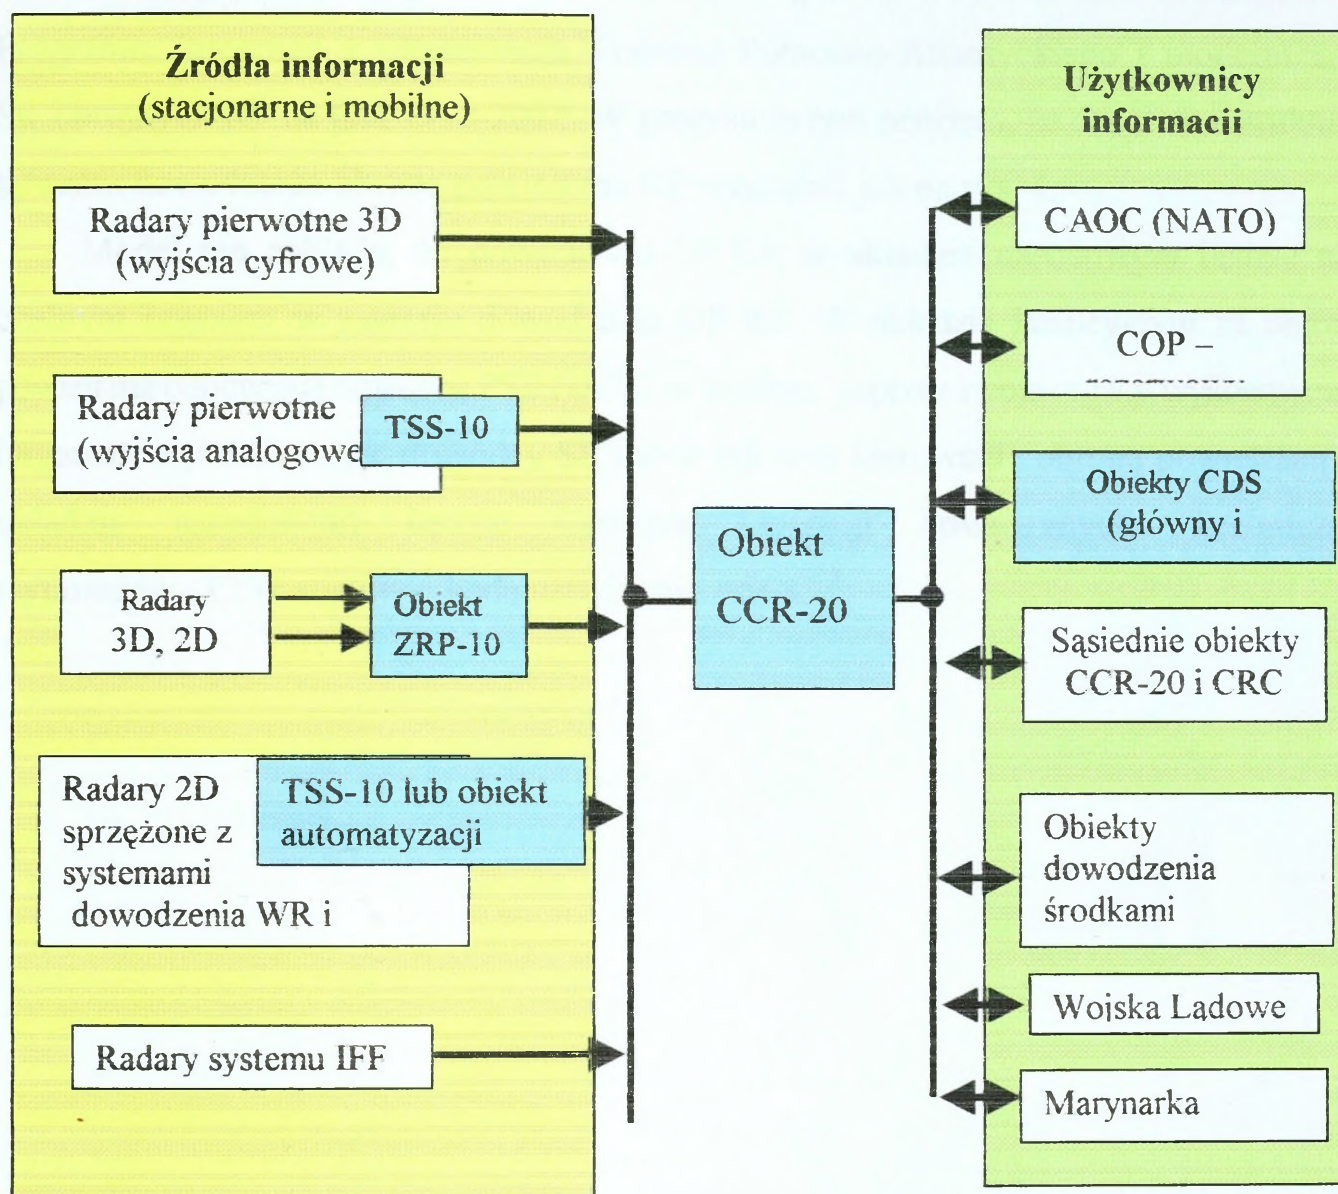 Źródła informacji
(stacjonarne i mobilne)
Radary pierwotne 3D
(wyjścia cyfrowe)
Radary pierwotne
(wyjścia analogowe
TSS-10
Radary
3D, 2D
Obiekt
ZRP-10
Radary 2D
sprzężone z
systemami
dowodzenia WR i
TSS-10 lub obiekt
automatyzacji
Radary systemu IFF
Obiekt
CCR-20
Użytkownicy
informacji
CAOC (NATO)
COP –
Obiekty CDS
(główny i
Sąsiednie obiekty
CCR-20 i CRC
Obiekty
dowodzenia
środkami
Wojska Lądowe
Marynarka